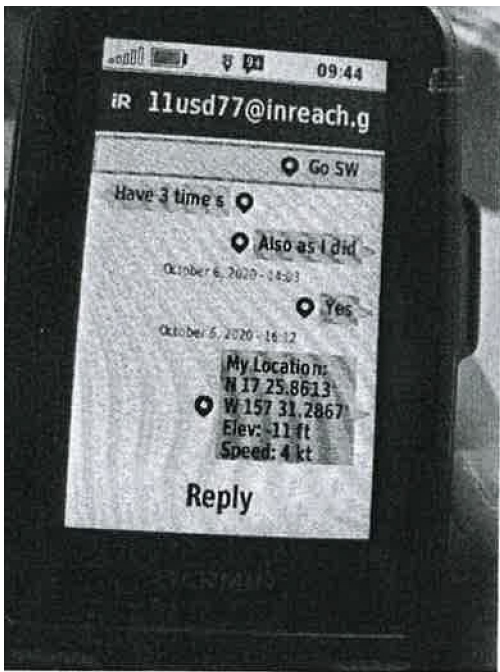 94 09:44
iR 11usd77@inreach.g
Go SW
Have 3 time s
Also as I did
October 6, 2020 - 14:03
Yes
October 6, 2020 - 16:12
My Location:
N 17 25.8613'
W 157 31.2867'
Elev: -11 ft
Speed: 4 kt
Reply
GARMIN